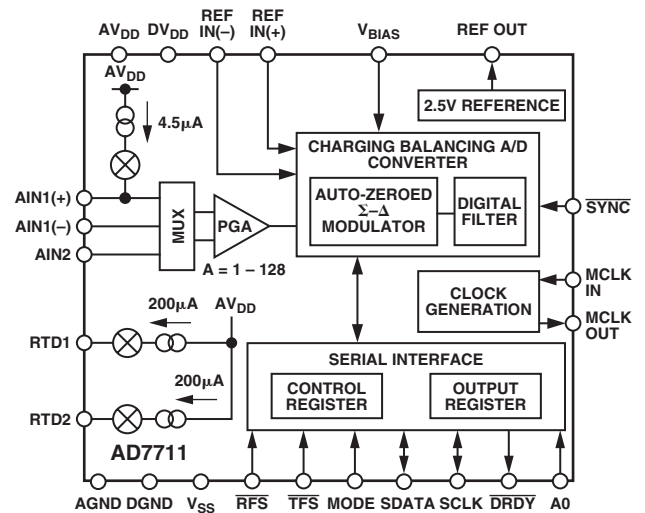 AVDD DVDD REF IN(–) REF IN(+) VBIAS REF OUT
AVDD
4.5µA
2.5V REFERENCE
CHARGING BALANCING A/D
CONVERTER
AUTO-ZEROED
Σ–Δ
MODULATOR
DIGITAL
FILTER
AIN1(+)
AIN1(–)
AIN2
MUX
PGA
A = 1 – 128
SYNC
MCLK
IN
MCLK
OUT
CLOCK
GENERATION
200µA
AVDD
RTD1
200µA
RTD2
SERIAL INTERFACE
CONTROL
REGISTER
OUTPUT
REGISTER
AD7711
AGND DGND VSS RFS TFS MODE SDATA SCLK DRDY A0